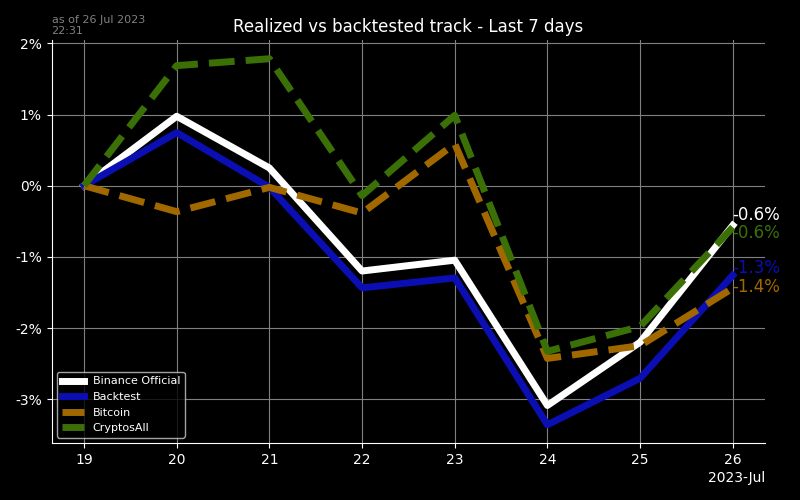 as of 26 Jul 2023
22:31
Realized vs backtested track - Last 7 days
2%
1%
0%
-1%
-2%
-3%
-0.6%
-0.6%
-1.3%
-1.4%
Binance Official
Backtest
Bitcoin
CryptosAll
19 20 21 22 23 24 25 26
2023-Jul